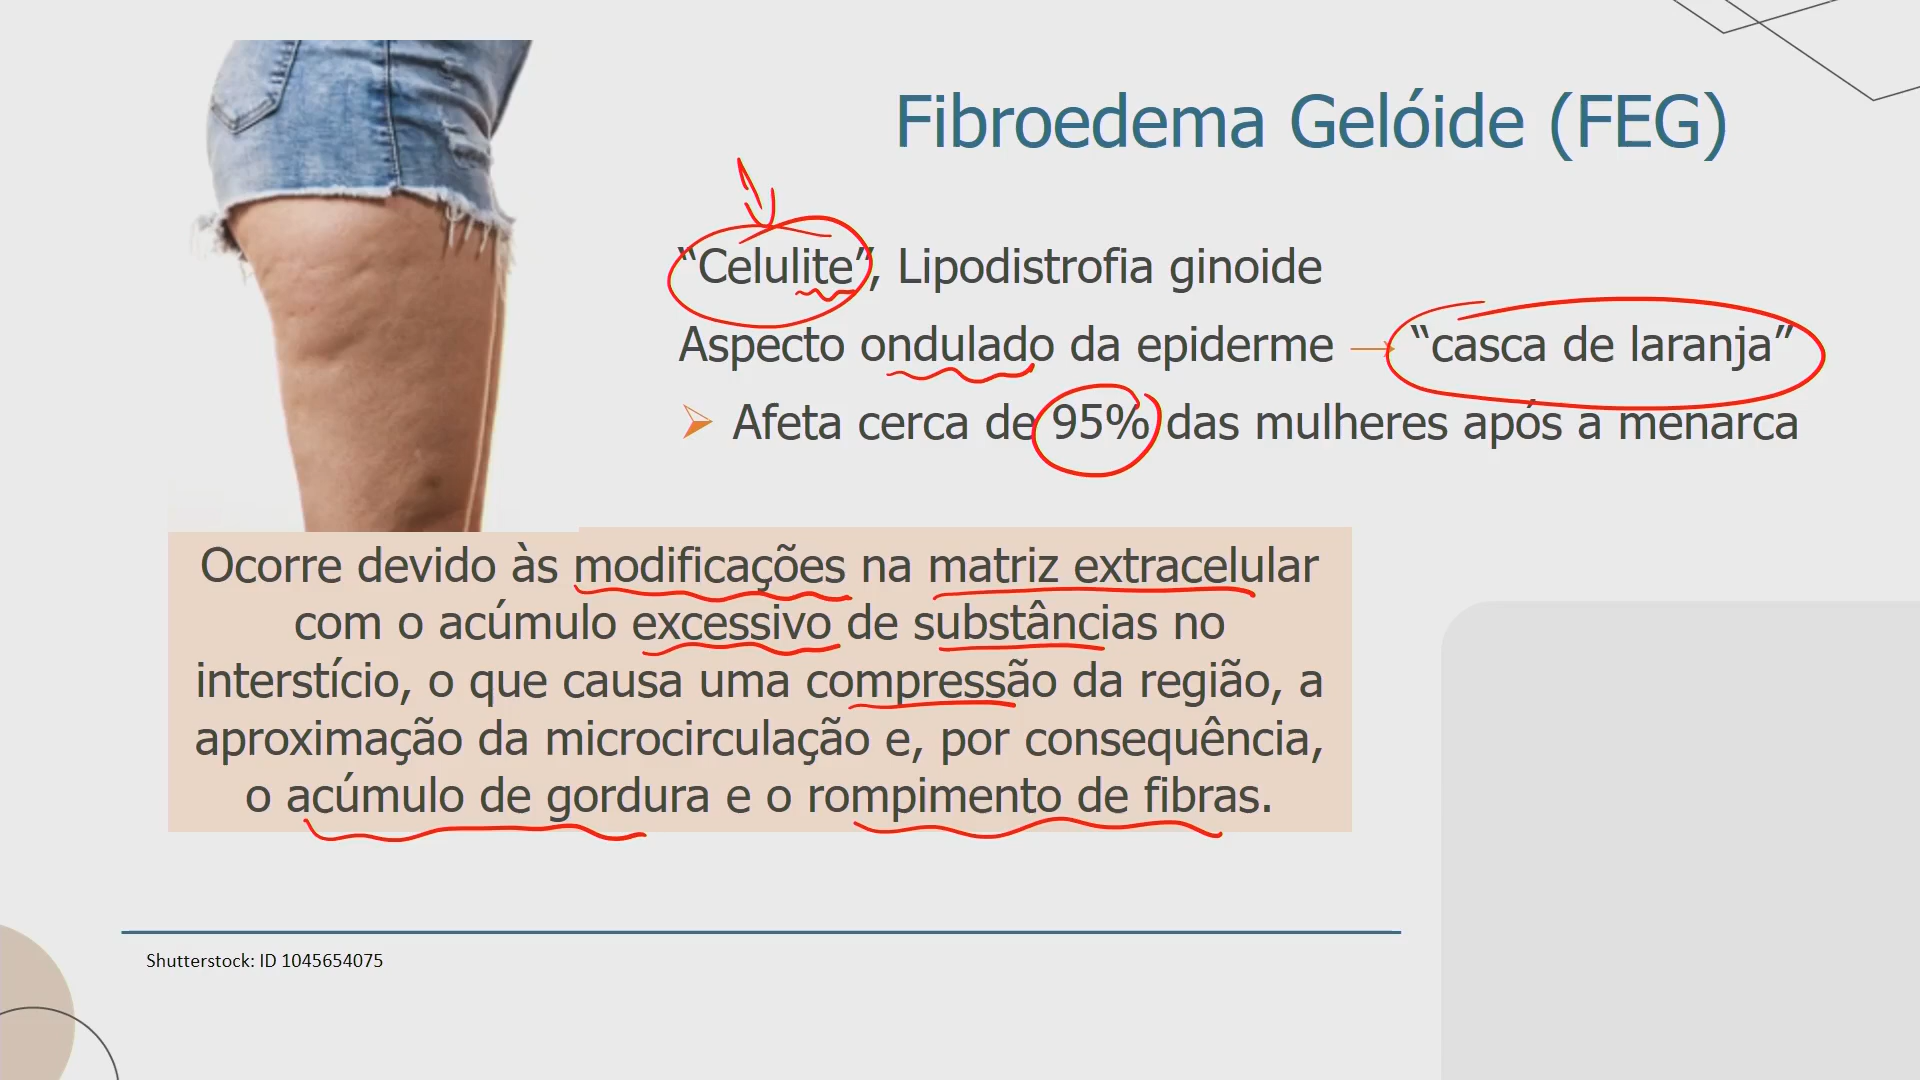 Fibroedema Gelóide (FEG)
“Celulite”, Lipodistrofia ginoide
Aspecto ondulado da epiderme → “casca de laranja”
➢ Afeta cerca de 95% das mulheres após a menarca
Ocorre devido às modificações na matriz extracelular
com o acúmulo excessivo de substâncias no
interstício, o que causa uma compressão da região, a
aproximação da microcirculação e, por consequência,
o acúmulo de gordura e o rompimento de fibras.
Shutterstock: ID 1045654075